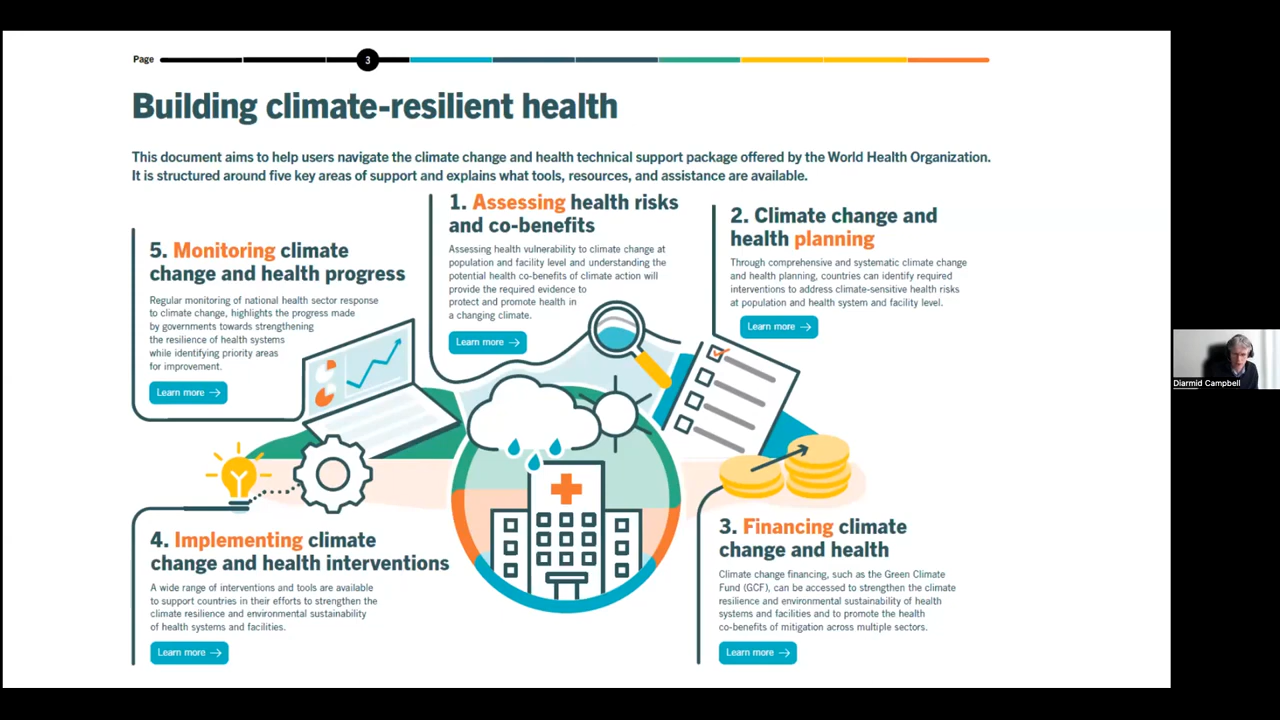 Page
3
Building climate-resilient health
This document aims to help users navigate the climate change and health technical support package offered by the World Health Organization.
It is structured around five key areas of support and explains what tools, resources, and assistance are available.
1. Assessing health risks
and co-benefits
Assessing health vulnerability to climate change at
population and facility level and understanding the
potential health co-benefits of climate action will
provide the required evidence to
protect and promote health in
a changing climate.
Learn more →
2. Climate change and
health planning
Through comprehensive and systematic climate change
and health planning, countries can identify required
interventions to address climate-sensitive health risks
at population and health system and facility level.
Learn more →
3. Financing climate
change and health
Climate change financing, such as the Green Climate
Fund (GCF), can be accessed to strengthen the climate
resilience and environmental sustainability of health
systems and facilities and to promote the health
co-benefits of mitigation across multiple sectors.
Learn more →
4. Implementing climate
change and health interventions
A wide range of interventions and tools are available
to support countries in their efforts to strengthen the
climate resilience and environmental sustainability
of health systems and facilities.
Learn more →
5. Monitoring climate
change and health progress
Regular monitoring of national health sector response
to climate change, highlights the progress made
by governments towards strengthening
the resilience of health systems
while identifying priority areas
for improvement.
Learn more →
Diarmid Campbell